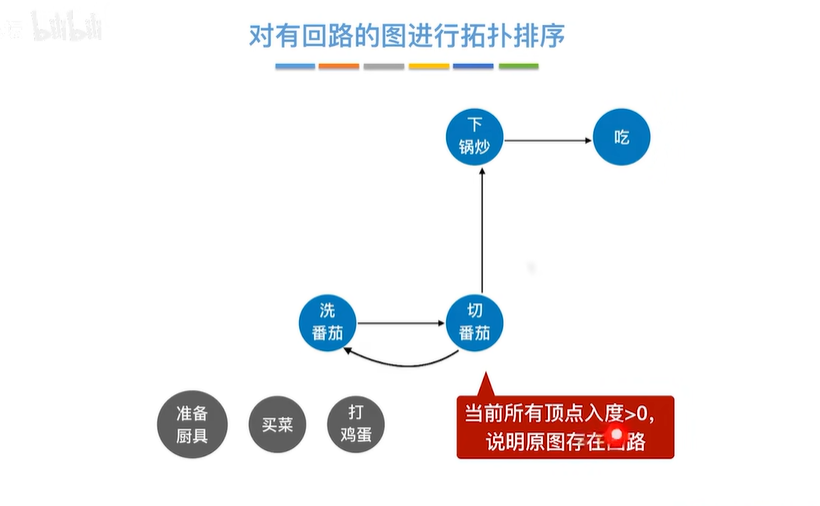 bilibili
对有回路的图进行拓扑排序
下
锅炒
吃
洗
番茄
切
番茄
准备
厨具
买菜
打
鸡蛋
当前所有顶点入度>0，
说明原图存在回路